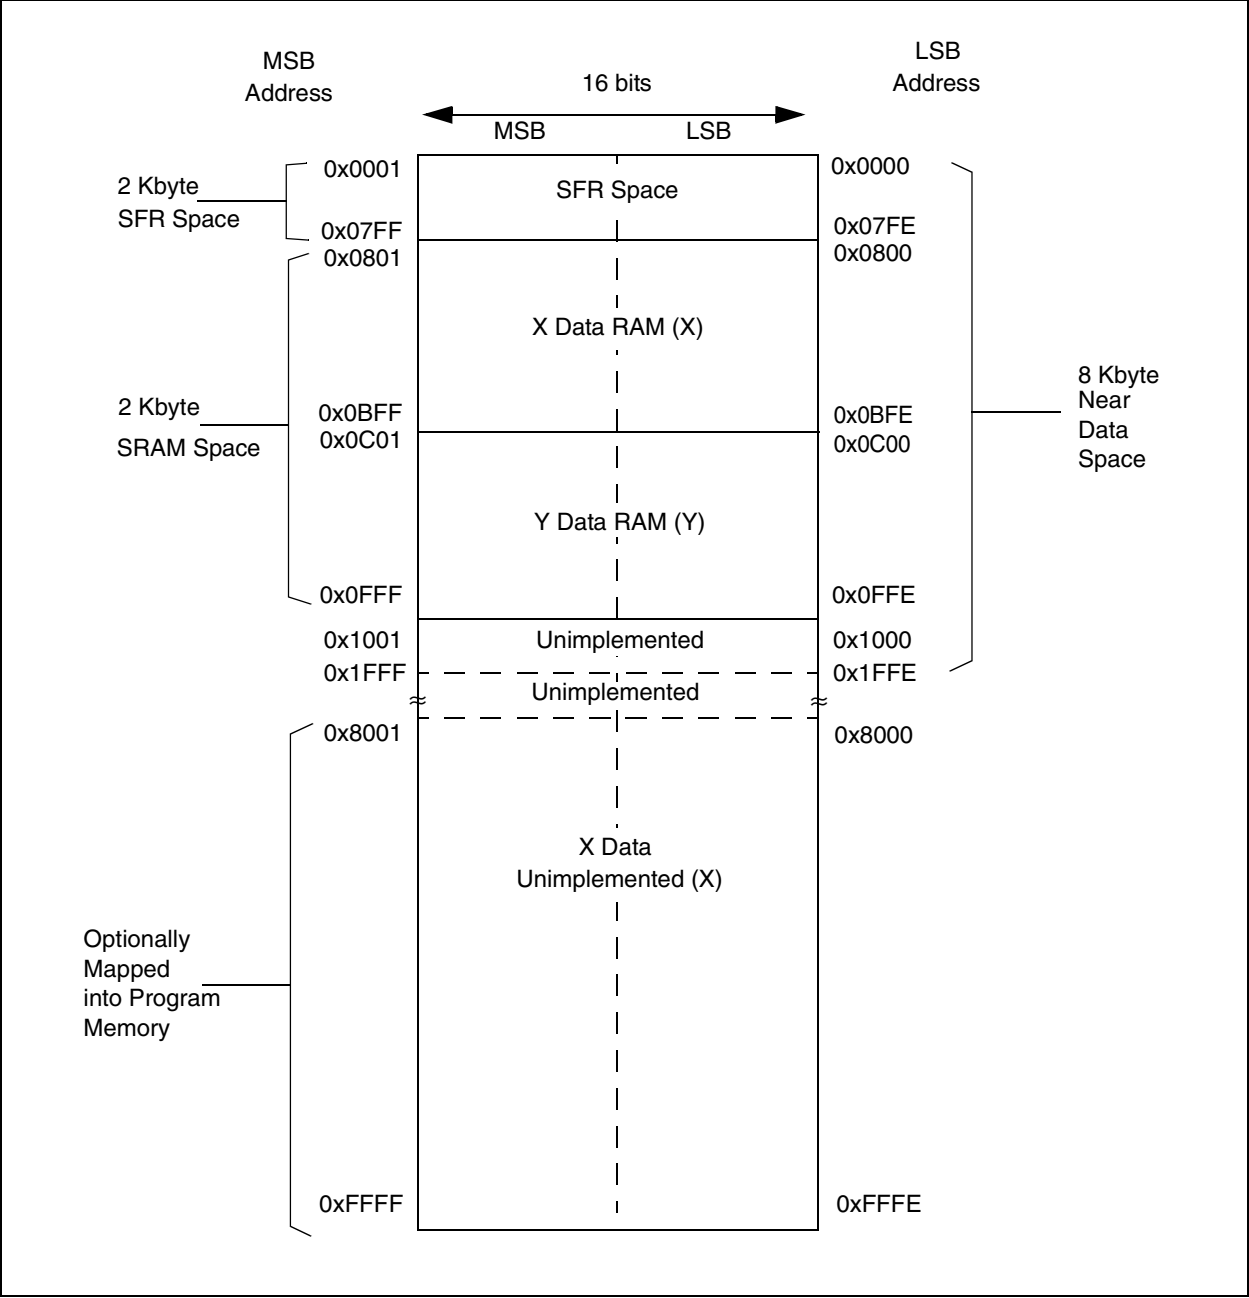 MSB
Address
LSB
Address
16 bits
MSB
LSB
2 Kbyte
SFR Space
0x0001
SFR Space
0x0000
0x07FF
0x07FE
0x0801
0x0800
X Data RAM (X)
2 Kbyte
SRAM Space
0x0BFF
0x0BFE
0x0C01
0x0C00
8 Kbyte
Near
Data
Space
Y Data RAM (Y)
0x0FFF
0x0FFE
0x1001
Unimplemented
0x1000
0x1FFF
0x1FFE
Unimplemented
≈
≈
0x8001
0x8000
X Data
Unimplemented (X)
Optionally
Mapped
into Program
Memory
0xFFFF
0xFFFE